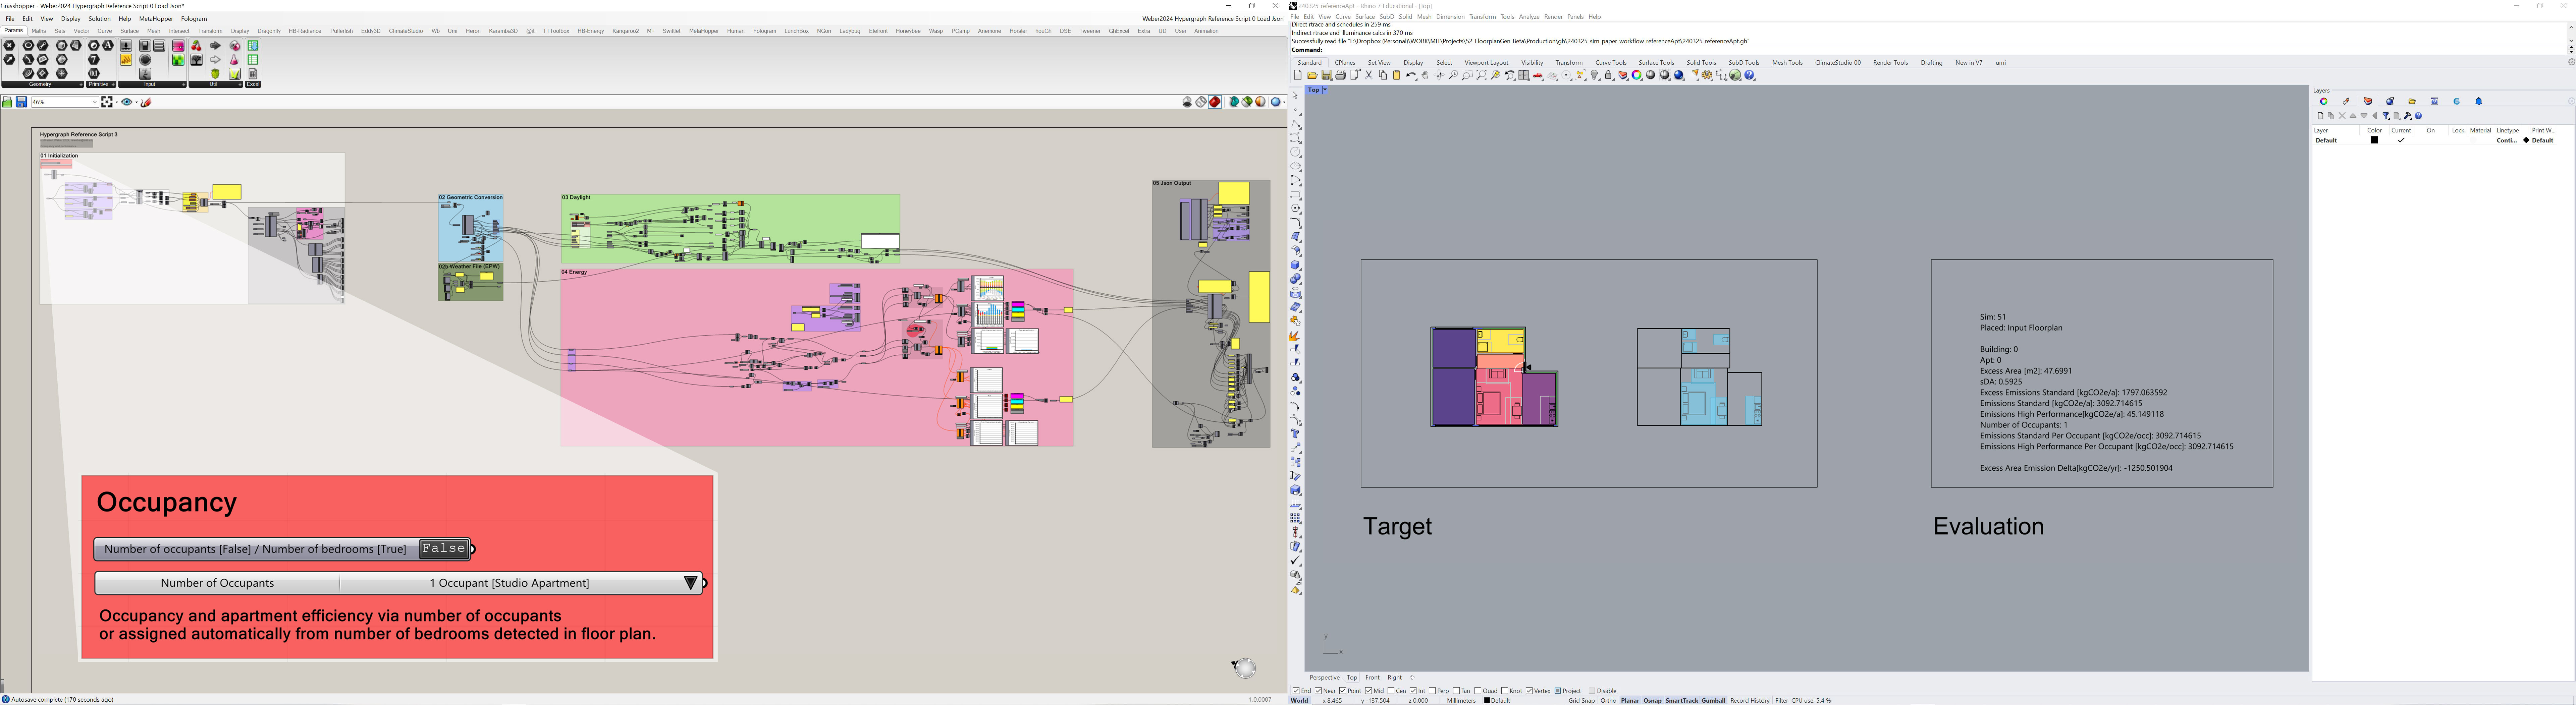 Grasshopper - Weber2024 Hypergraph Reference Script 0 Load Json*
File Edit View Display Solution Help MetaHopper Fologram
Weber2024 Hypergraph Reference Script 0 Load Json
Params Maths Sets Vector Curve Surface Mesh Intersect Transform Display Dragonfly HB-Radiance Pufferfish Eddy3D ClimateStudio Wb Umi Heron Karamba3D @it TTToolbox HB-Energy Kangaroo2 M+ Swiftlet MetaHopper Human Fologram LunchBox NGon Ladybug Elefront Honeybee Wasp PCamp Anemone Honster houGh DSE Tweener GhExcel Extra UD User Animation
Geometry Primitive Input Util Excel
46%
Hypergraph Reference Script 3
01 Initialization
02 Geometric Conversion
02b Weather File (EPW)
03 Daylight
04 Energy
05 Json Output
Occupancy
Number of occupants [False] / Number of bedrooms [True] False
Number of Occupants 1 Occupant [Studio Apartment]
Occupancy and apartment efficiency via number of occupants
or assigned automatically from number of bedrooms detected in floor plan.
Autosave complete (170 seconds ago)
1.0.0007
240325_referenceApt - Rhino 7 Educational - [Top]
File Edit View Curve Surface SubD Solid Mesh Dimension Transform Tools Analyze Render Panels Help
Direct rtrace and schedules in 259 ms
Indirect rtrace and illuminance calcs in 370 ms
Successfully read file "F:\Dropbox (Personal)\WORK\MIT\Projects\S2_FloorplanGen_Beta\Production\gh\240325_sim_paper_workflow_referenceApt\240325_referenceApt.gh"
Command:
Standard CPlanes Set View Display Select Viewport Layout Visibility Transform Curve Tools Surface Tools Solid Tools SubD Tools Mesh Tools ClimateStudio 00 Render Tools Drafting New in V7 umi
Top
Sim: 51
Placed: Input Floorplan
Building: 0
Apt: 0
Excess Area [m2]: 47.6991
sDA: 0.5925
Excess Emissions Standard [kgCO2e/a]: 1797.063592
Emissions Standard [kgCO2e/a]: 3092.714615
Emissions High Performance[kgCO2e/a]: 45.149118
Number of Occupants: 1
Emissions Standard Per Occupant [kgCO2e/occ]: 3092.714615
Emissions High Performance Per Occupant [kgCO2e/occ]: 3092.714615
Excess Area Emission Delta[kgCO2e/yr]: -1250.501904
Target
Evaluation
y
x
Perspective Top Front Right
End Near Point Mid Cen Int Perp Tan Quad Knot Vertex Project Disable
World x 8.465 y -137.504 z 0.000 Millimeters Default Grid Snap Ortho Planar Osnap SmartTrack Gumball Record History Filter CPU use: 5.4 %
Layers
Layer Color Current On Lock Material Linetype Print W...
Default Conti... Default